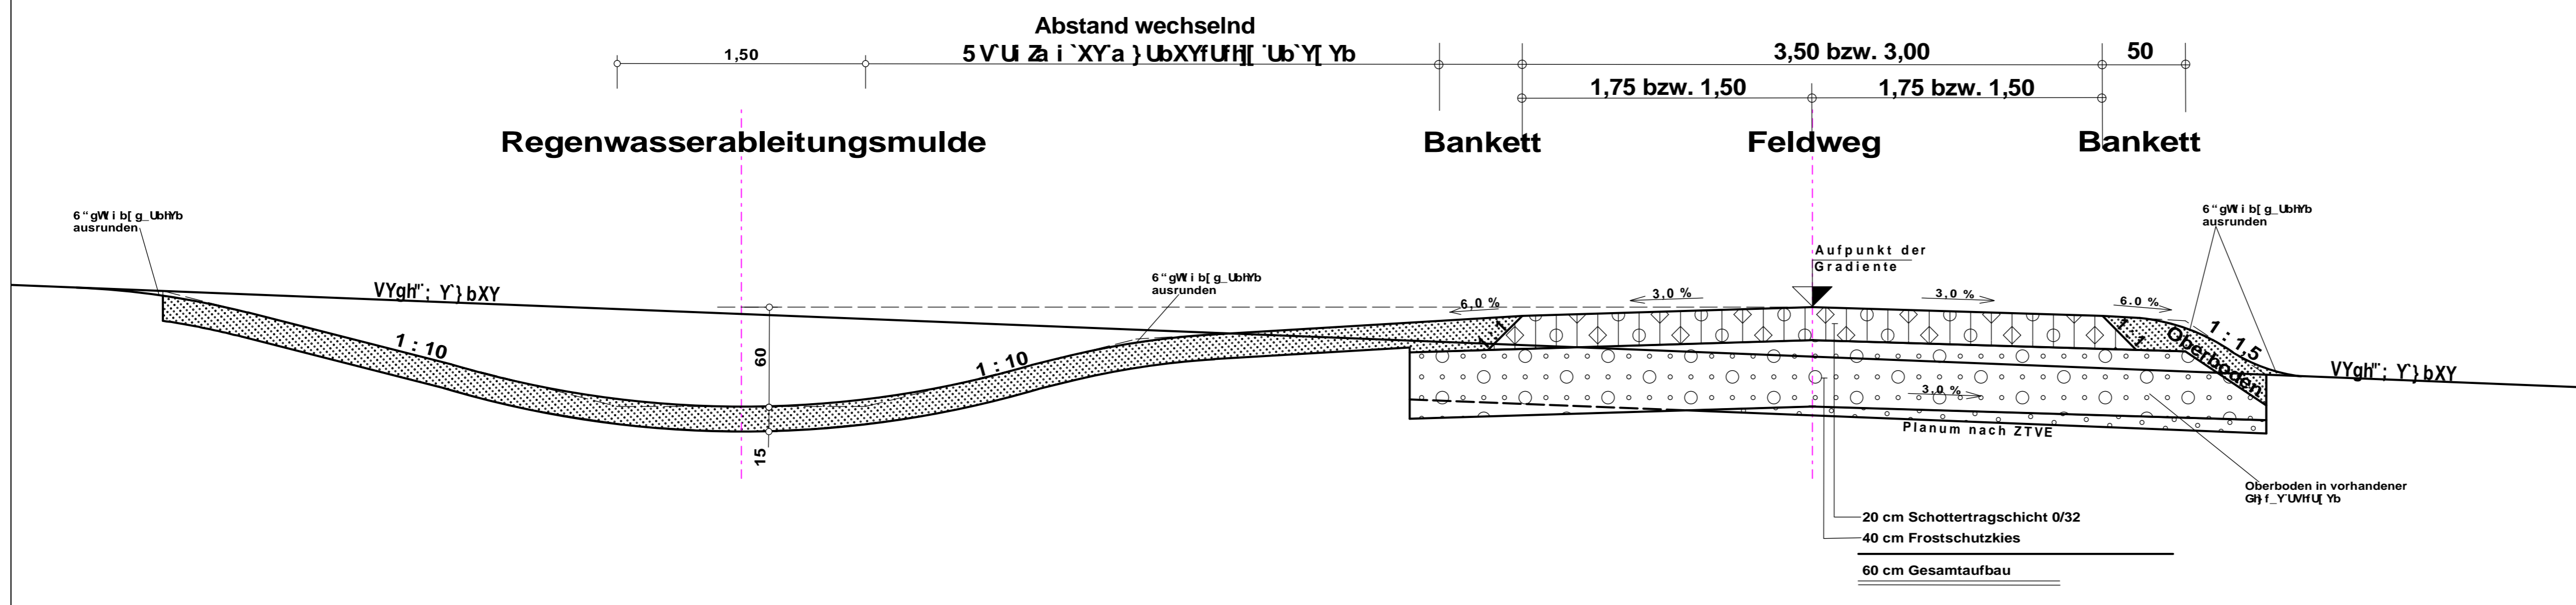 Abstand wechselnd
1,50
3,50 bzw. 3,00
50
1,75 bzw. 1,50
1,75 bzw. 1,50
Regenwasserableitungsmulde
Bankett
Feldweg
Bankett
ausrunden
ausrunden
ausrunden
Aufpunkt der
Gradiente
6,0 %
3,0 %
3,0 %
6.0 %
1 : 10
60
1 : 10
1 : 1
1 : 1,5
Oberboden
3,0 %
Planum nach ZTVE
15
Oberboden in vorhandener
20 cm Schottertragschicht 0/32
40 cm Frostschutzkies
60 cm Gesamtaufbau